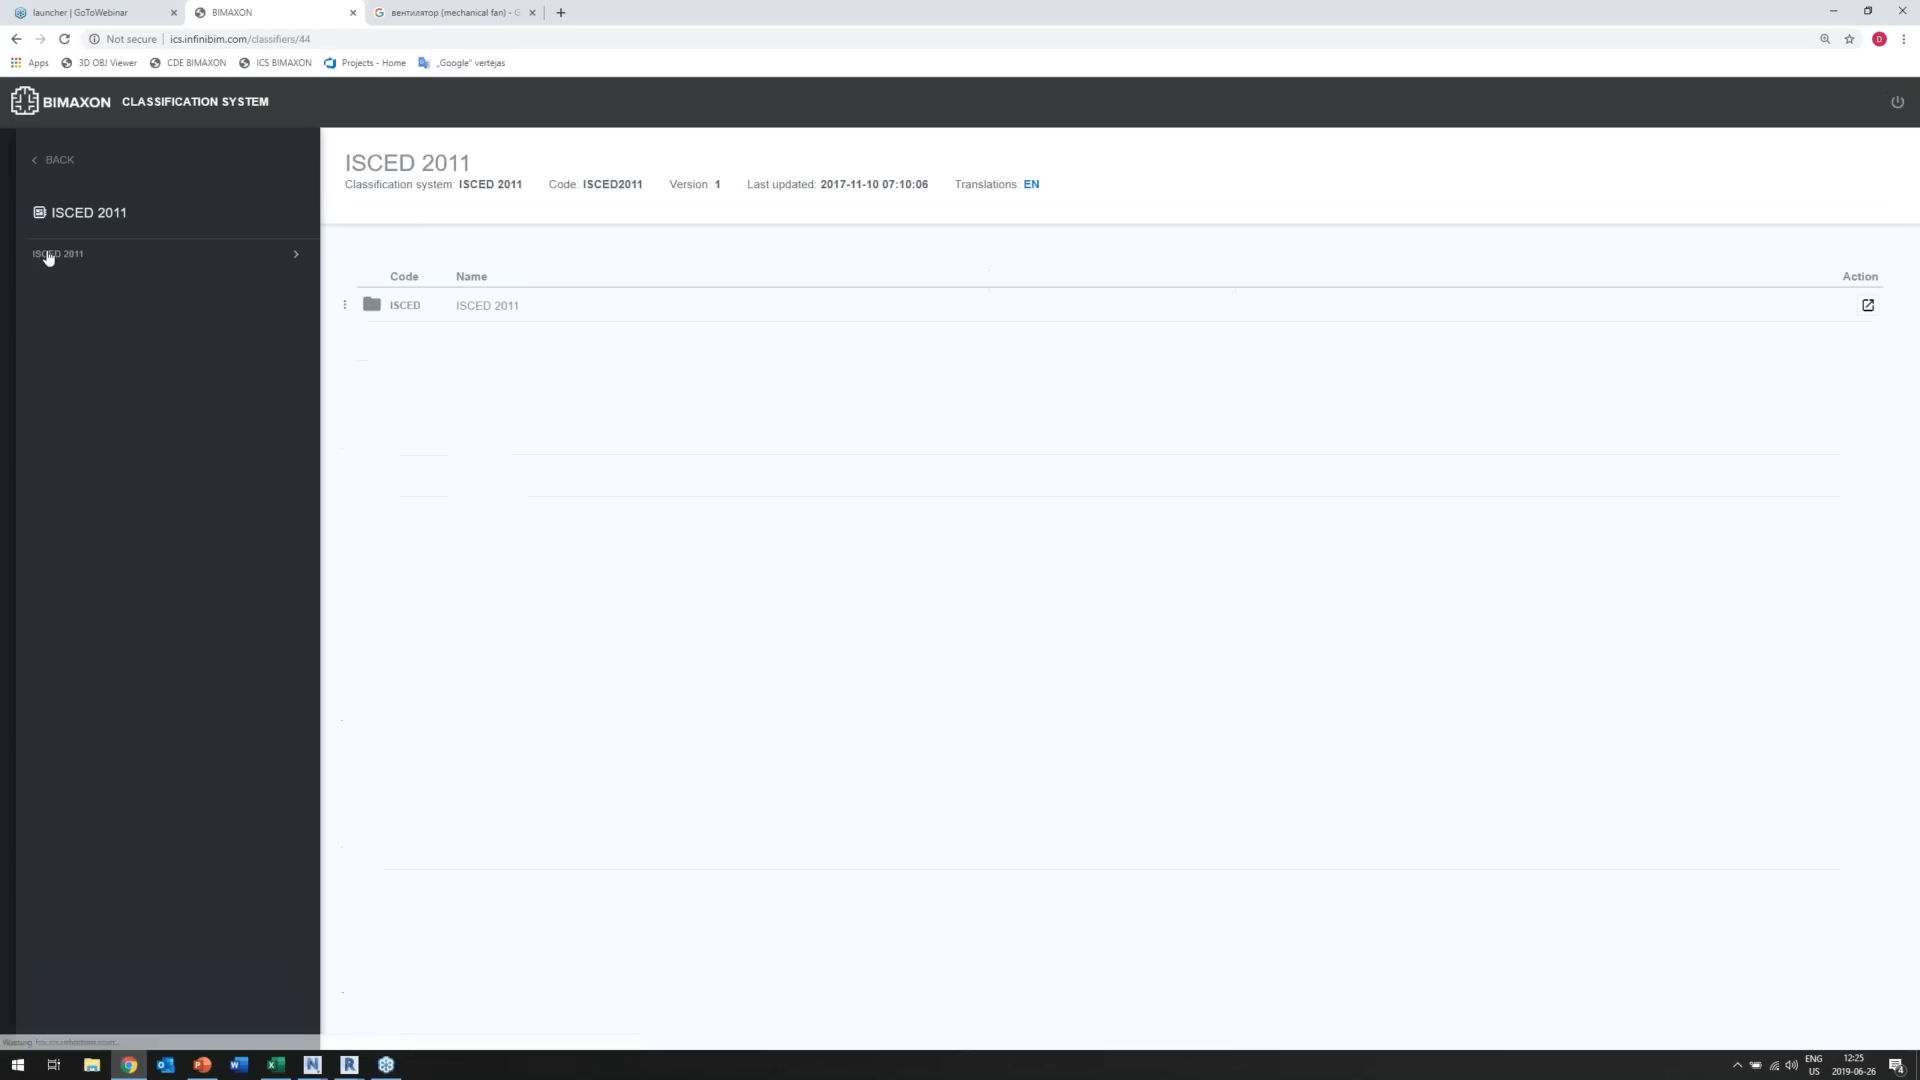 launcher | GoToWebinar
BIMAXON
вентилятор (mechanical fan) - G
Not secure | ics.infinibim.com/classifiers/44
D
Apps
3D OBJ Viewer
CDE BIMAXON
ICS BIMAXON
Projects - Home
„Google“ vertėjas
BIMAXON CLASSIFICATION SYSTEM
BACK
ISCED 2011
ISCED 2011
ISCED 2011
Classification system: ISCED 2011 Code: ISCED2011 Version: 1 Last updated: 2017-11-10 07:10:06 Translations: EN
Code Name Action
ISCED ISCED 2011
ENG
US
12:25
2019-06-26
4